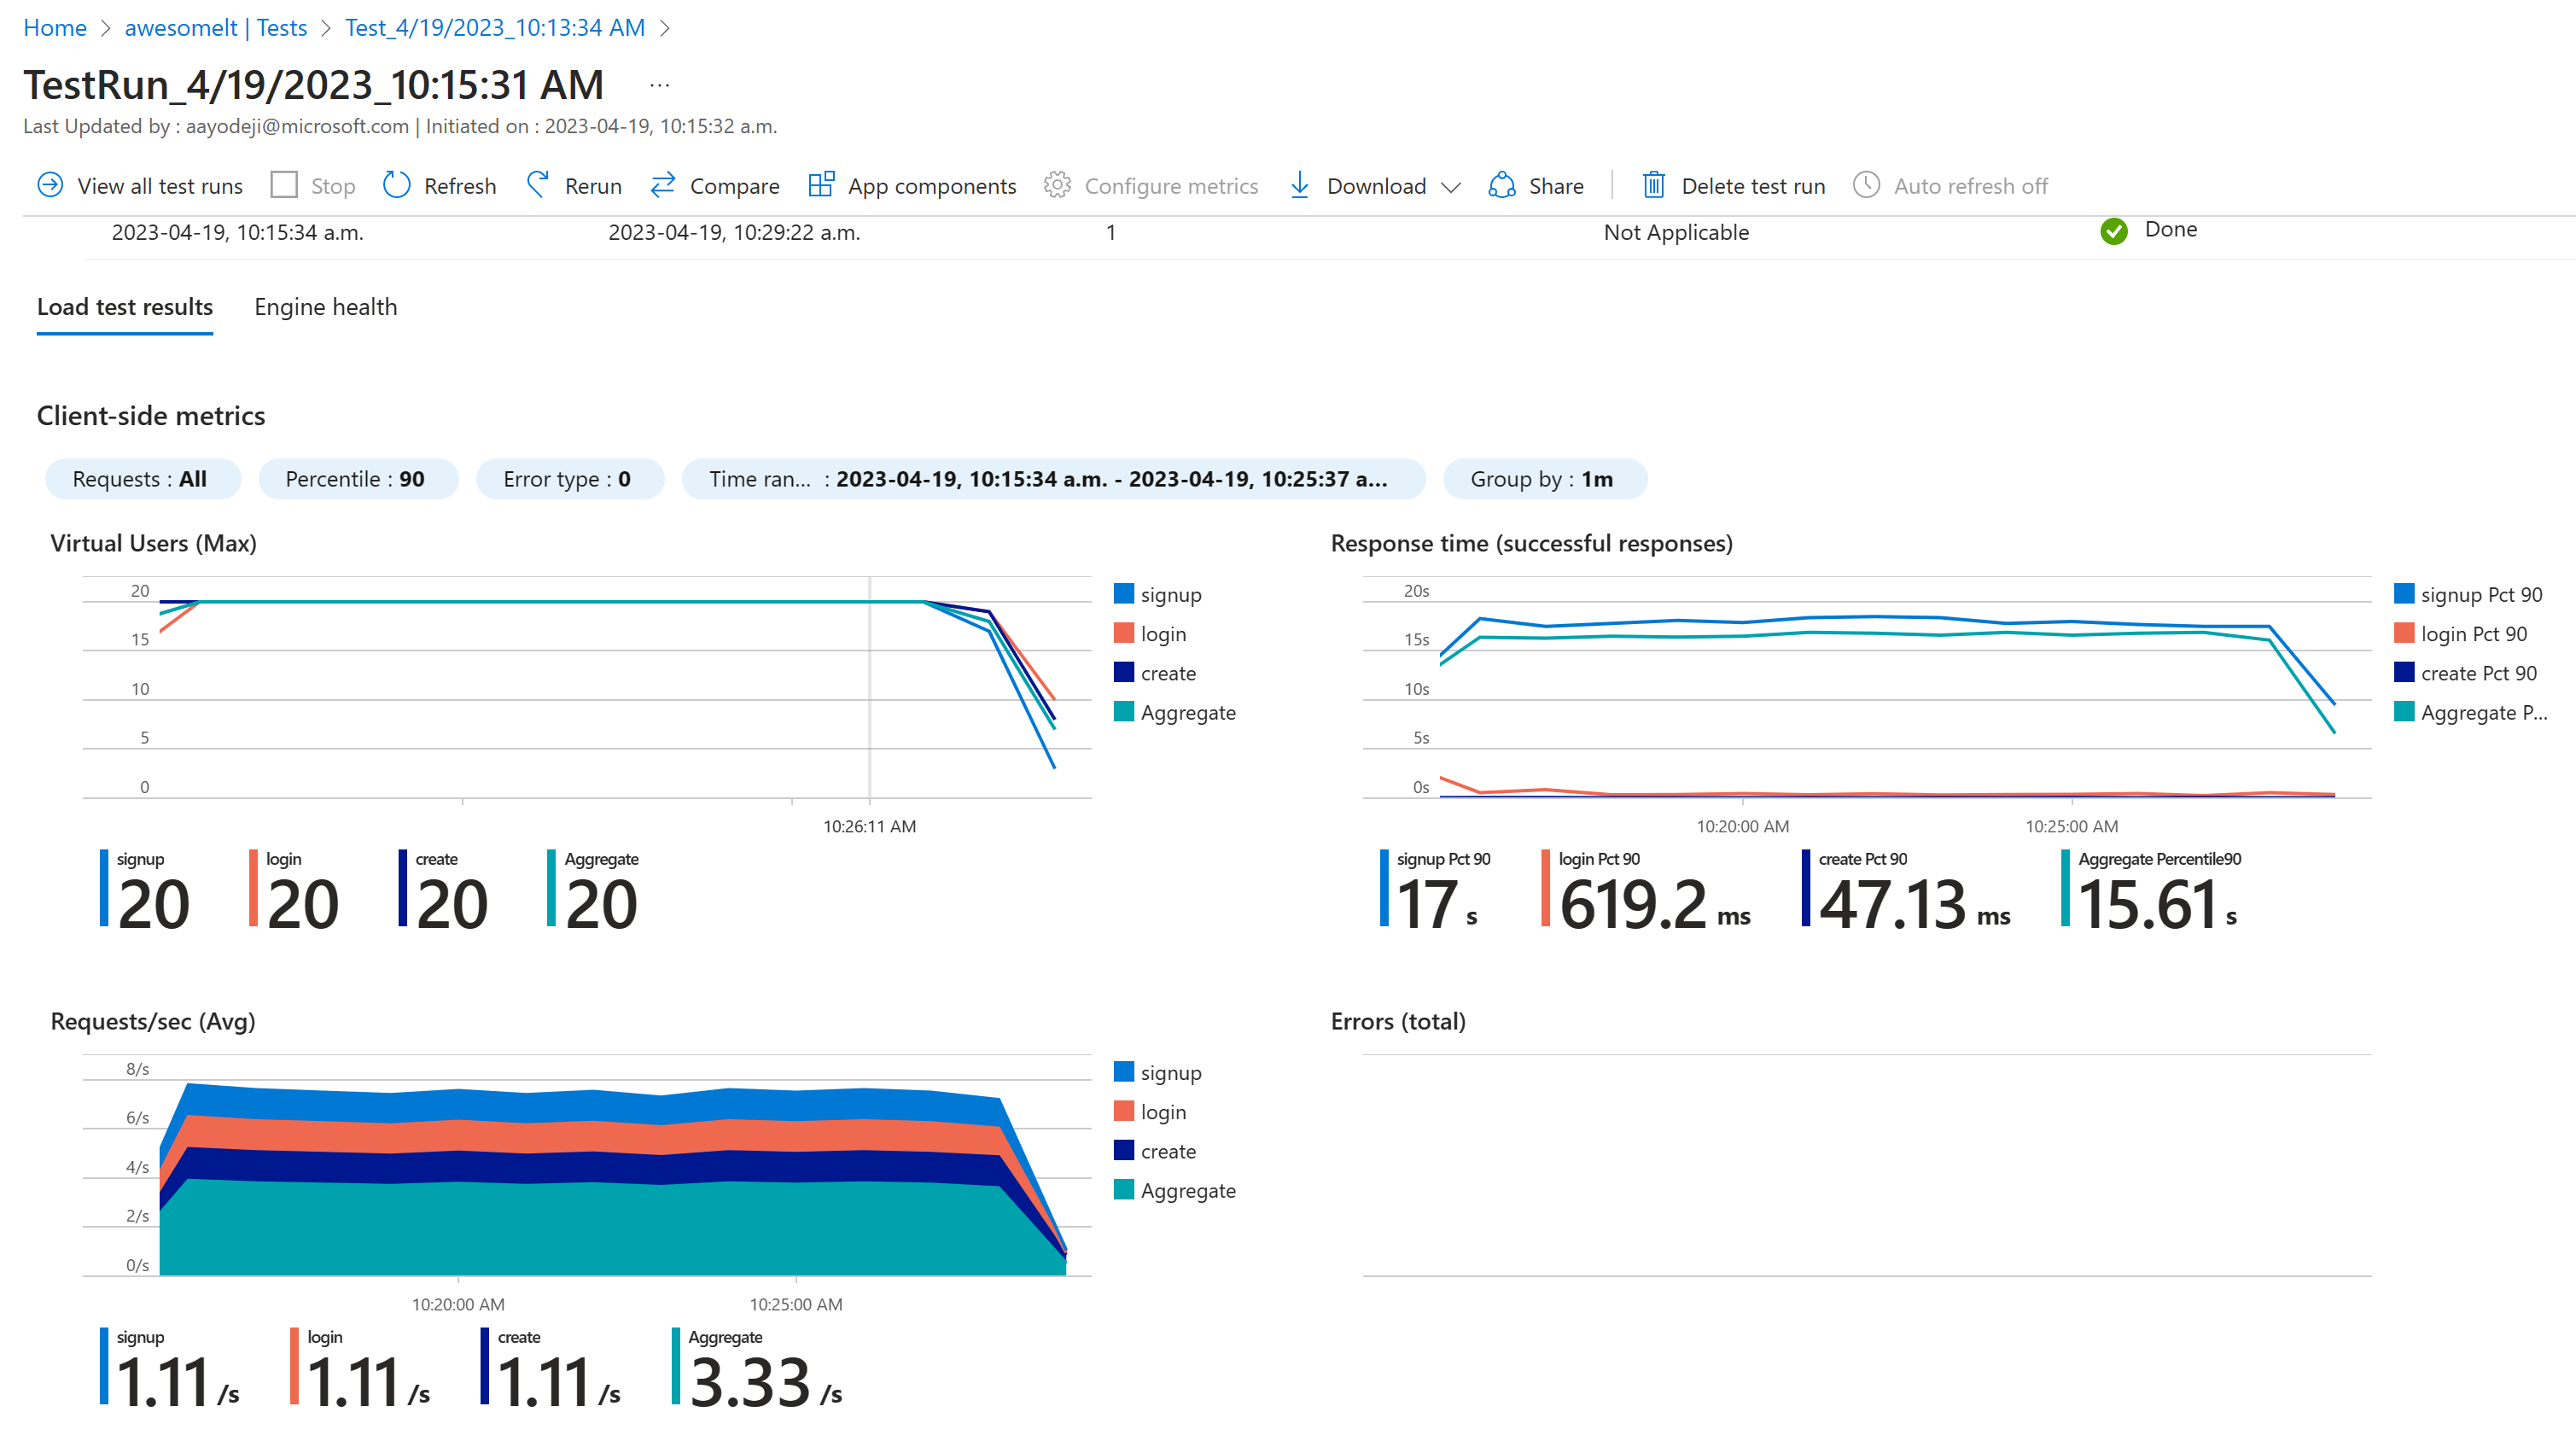 Home > awesomelt | Tests > Test_4/19/2023_10:13:34 AM >
TestRun_4/19/2023_10:15:31 AM ...
Last Updated by : aayodeji@microsoft.com | Initiated on : 2023-04-19, 10:15:32 a.m.
View all test runs Stop Refresh Rerun Compare App components Configure metrics Download Share Delete test run Auto refresh off
2023-04-19, 10:15:34 a.m. 2023-04-19, 10:29:22 a.m. 1 Not Applicable Done
Load test results Engine health
Client-side metrics
Requests : All Percentile : 90 Error type : 0 Time ran... : 2023-04-19, 10:15:34 a.m. - 2023-04-19, 10:25:37 a... Group by : 1m
Virtual Users (Max)
20
15
10
5
0
10:26:11 AM
signup
login
create
Aggregate
signup login create Aggregate
20 20 20 20
Response time (successful responses)
20s
15s
10s
5s
0s
10:20:00 AM 10:25:00 AM
signup Pct 90
login Pct 90
create Pct 90
Aggregate P...
signup Pct 90 login Pct 90 create Pct 90 Aggregate Percentile90
17 s 619.2 ms 47.13 ms 15.61 s
Requests/sec (Avg)
8/s
6/s
4/s
2/s
0/s
10:20:00 AM 10:25:00 AM
signup
login
create
Aggregate
signup login create Aggregate
1.11 /s 1.11 /s 1.11 /s 3.33 /s
Errors (total)